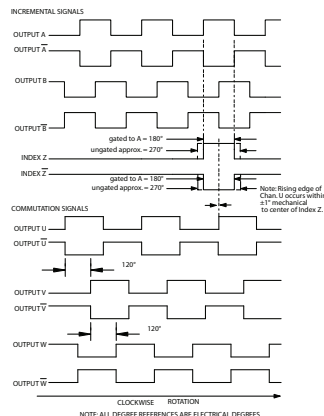 INCREMENTAL SIGNALS
OUTPUT A
OUTPUT A̅
OUTPUT B
OUTPUT B̅
gated to A = 180°
ungated approx. = 270°
INDEX Z
INDEX Z̅
gated to A = 180°
ungated approx. = 270°
Note: Rising edge of
Chan. U occurs within
±1° mechanical
to center of Index Z.
COMMUTATION SIGNALS
OUTPUT U
OUTPUT U̅
120°
OUTPUT V
OUTPUT V̅
120°
OUTPUT W
OUTPUT W̅
CLOCKWISE ROTATION
NOTE: ALL DEGREE REFERENCES ARE ELECTRICAL DEGREES